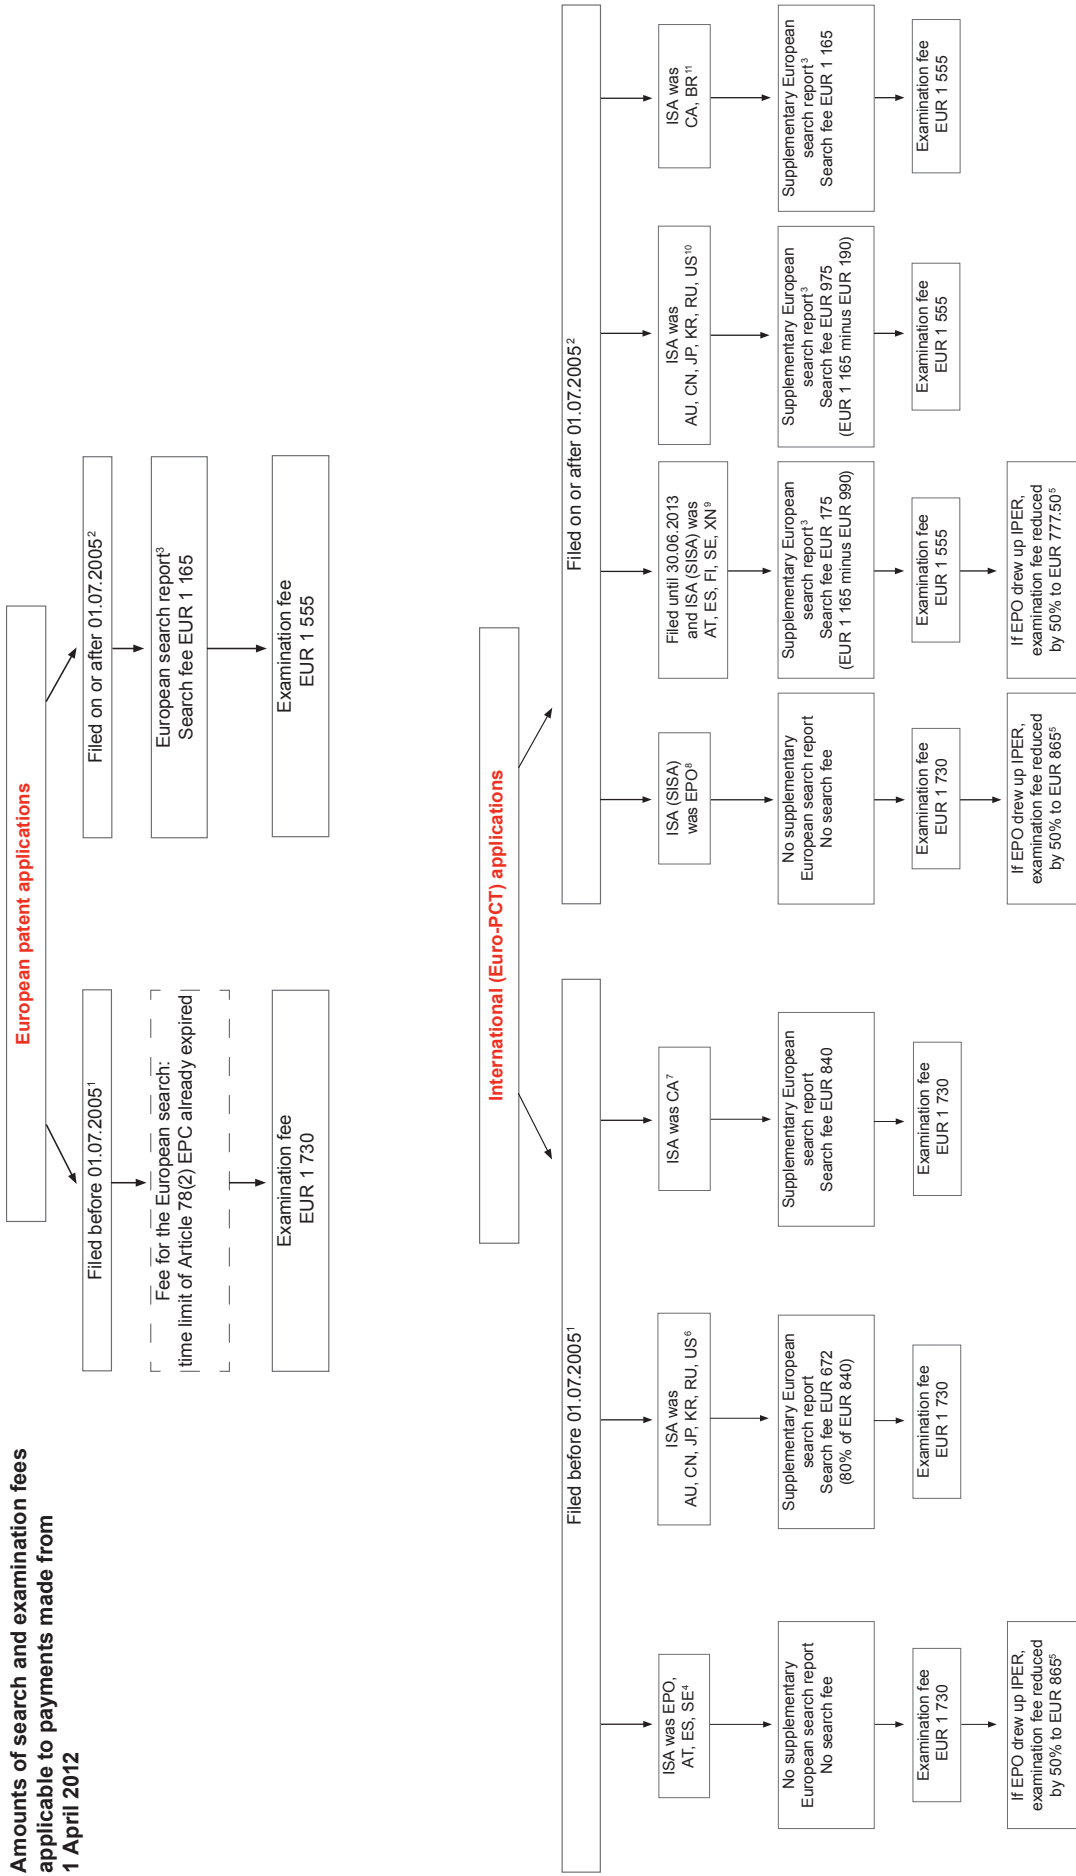 Amounts of search and examination fees
applicable to payments made from
1 April 2012
European patent applications
Filed before 01.07.2005¹
Fee for the European search:
time limit of Article 78(2) EPC already expired
Examination fee
EUR 1 730
Filed on or after 01.07.2005²
European search report³
Search fee EUR 1 165
Examination fee
EUR 1 555
International (Euro-PCT) applications
Filed before 01.07.2005¹
ISA was EPO,
AT, ES, SE⁴
No supplementary
European search report
No search fee
Examination fee
EUR 1 730
If EPO drew up IPER,
examination fee reduced
by 50% to EUR 865⁵
ISA was
AU, CN, JP, KR, RU, US⁶
Supplementary European
search report
Search fee EUR 672
(80% of EUR 840)
Examination fee
EUR 1 730
ISA was CA⁷
Supplementary European
search report
Search fee EUR 840
Examination fee
EUR 1 730
Filed on or after 01.07.2005²
ISA (SISA)
was EPO⁸
No supplementary
European search report
No search fee
Examination fee
EUR 1 730
If EPO drew up IPER,
examination fee reduced
by 50% to EUR 865⁵
Filed until 30.06.2013
and ISA (SISA) was
AT, ES, FI, SE, XN⁹
Supplementary European
search report³
Search fee EUR 175
(EUR 1 165 minus EUR 990)
Examination fee
EUR 1 555
If EPO drew up IPER,
examination fee reduced
by 50% to EUR 777.50⁵
ISA was
AU, CN, JP, KR, RU, US¹⁰
Supplementary European
search report³
Search fee EUR 975
(EUR 1 165 minus EUR 190)
Examination fee
EUR 1 555
ISA was
CA, BR¹¹
Supplementary European
search report³
Search fee EUR 1 165
Examination fee
EUR 1 555